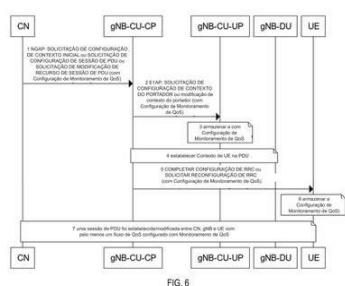 CN
gNB-CU-CP
gNB-CU-UP
gNB-DU
UE
1 NGAP: SOLICITAÇÃO DE CONFIGURAÇÃO
DE CONTEXTO INICIAL ou SOLICITAÇÃO DE
CONFIGURAÇÃO DE SESSÃO DE PDU ou
SOLICITAÇÃO DE MODIFICAÇÃO DE
RECURSO DE SESSÃO DE PDU (com
Configuração de Monitoramento de QoS)
2 E1AP: SOLICITAÇÃO DE
CONFIGURAÇÃO DE CONTEXTO
DO PORTADOR ou modificação de
contexto do portador (com
Configuração de Monitoramento
de QoS)
3 armazenar a com
Configuração de
Monitoramento de QoS
4 estabelecer Contexto de UE na PDU
5 COMPLETAR CONFIGURAÇÃO DE RRC ou
SOLICITAR RECONFIGURAÇÃO DE RRC
(com Configuração de Monitoramento de QoS)
6 armazenar a
Configuração de
Monitoramento
de QoS
7 uma sessão de PDU foi estabelecida/modificada entre CN, gNB e UE com
pelo menos um fluxo de QoS configurado com Monitoramento de QoS
CN
gNB-CU-CP
gNB-CU-UP
gNB-DU
UE
FIG. 6